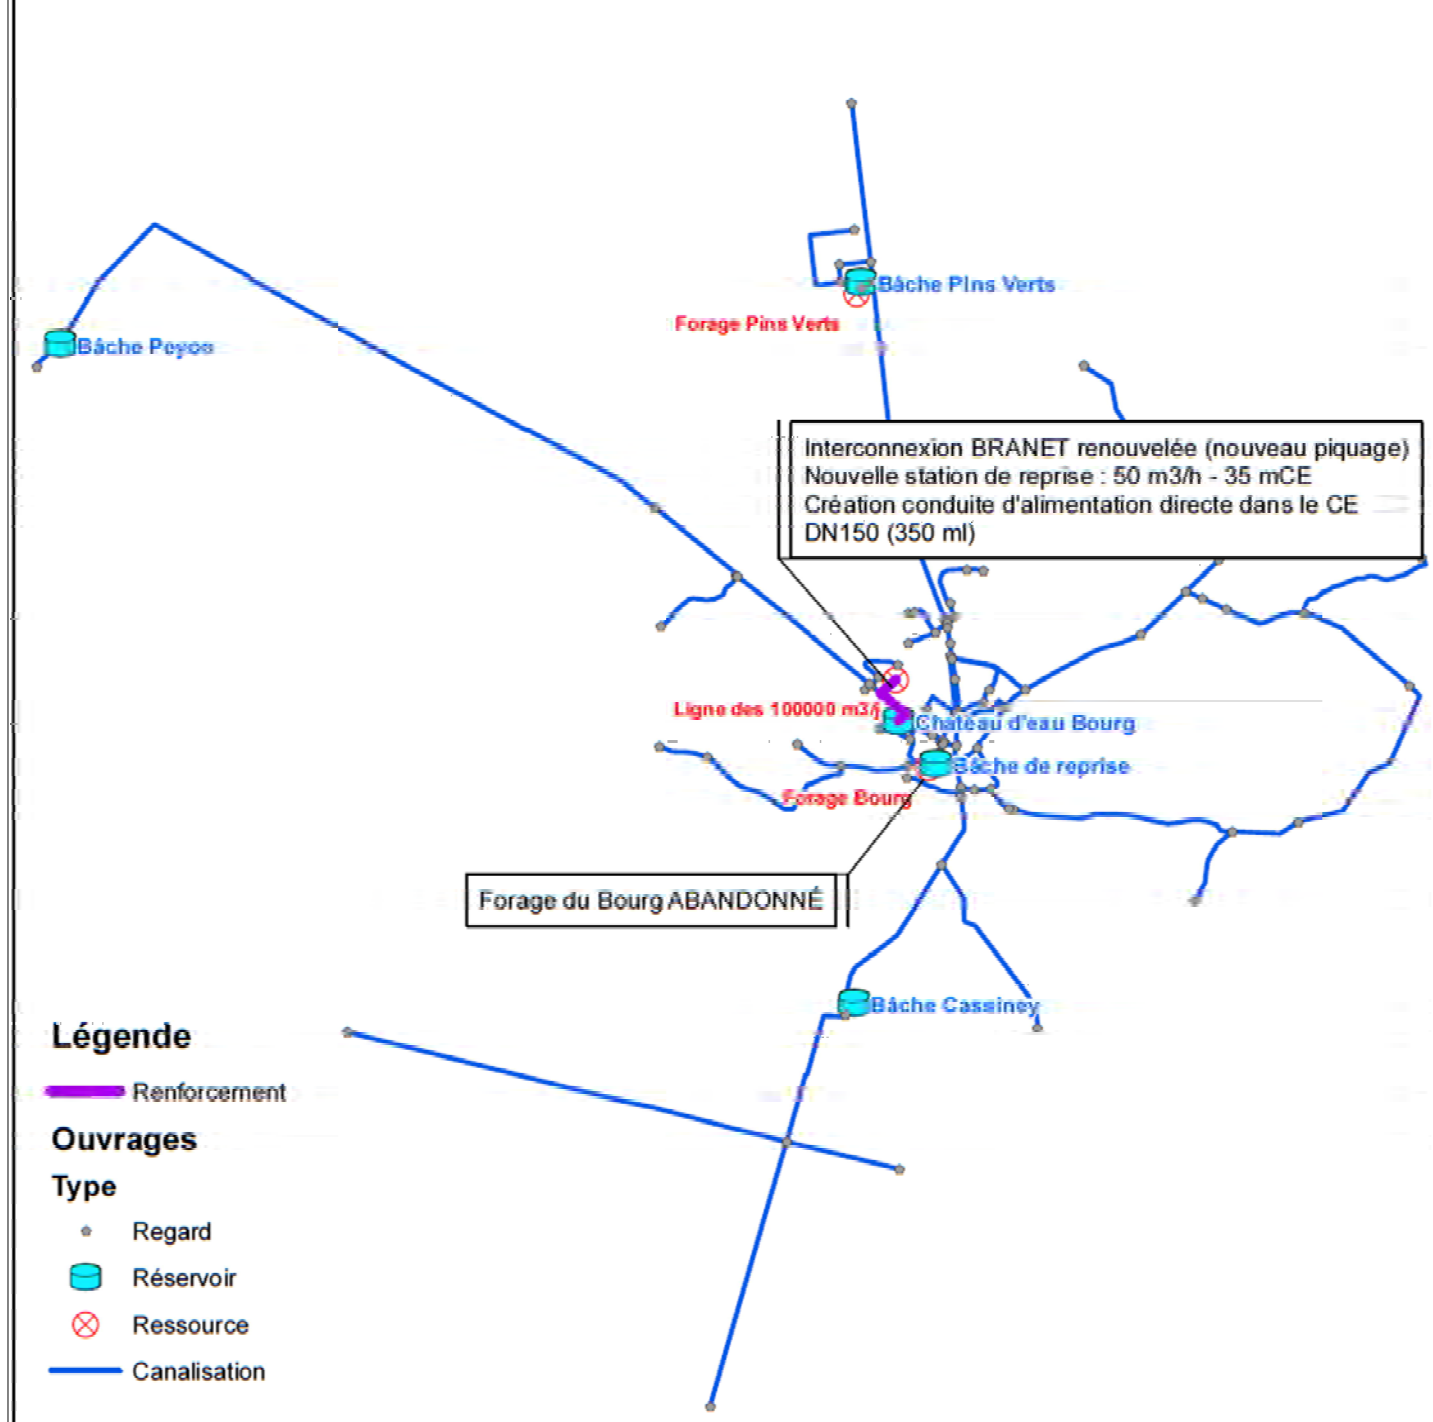 Bâche Pins Verts
Forage Pins Verts
Bâche Peyon
Interconnexion BRANET renouvelée (nouveau piquage)
Nouvelle station de reprise : 50 m3/h - 35 mCE
Création conduite d'alimentation directe dans le CE
DN150 (350 ml)
Ligne des 100000 m3/j
Château d'eau Bourg
Bâche de reprise
Forage Bourg
Forage du Bourg ABANDONNÉ
Bâche Cassiney
Légende
Renforcement
Ouvrages
Type
Regard
Réservoir
Ressource
Canalisation